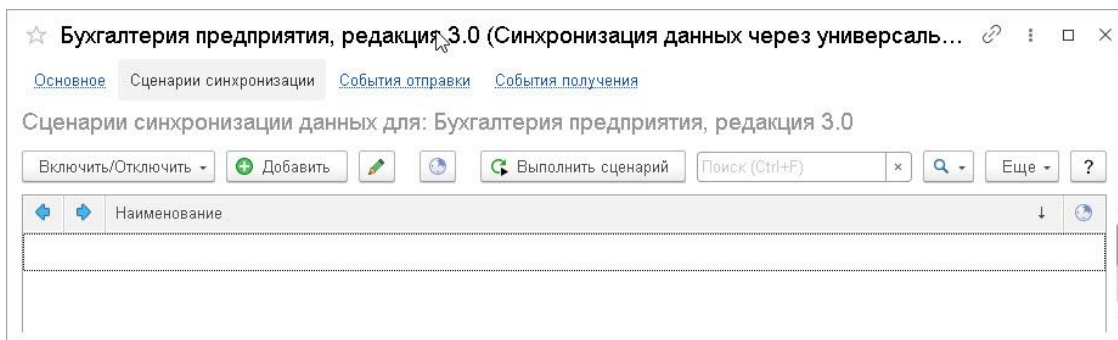 Бухгалтерия предприятия, редакция 3.0 (Синхронизация данных через универсаль...
Основное Сценарии синхронизации События отправки События получения
Сценарии синхронизации данных для: Бухгалтерия предприятия, редакция 3.0
Включить/Отключить Добавить Выполнить сценарий Поиск (Ctrl+F) × Еще ?
Наименование ↓